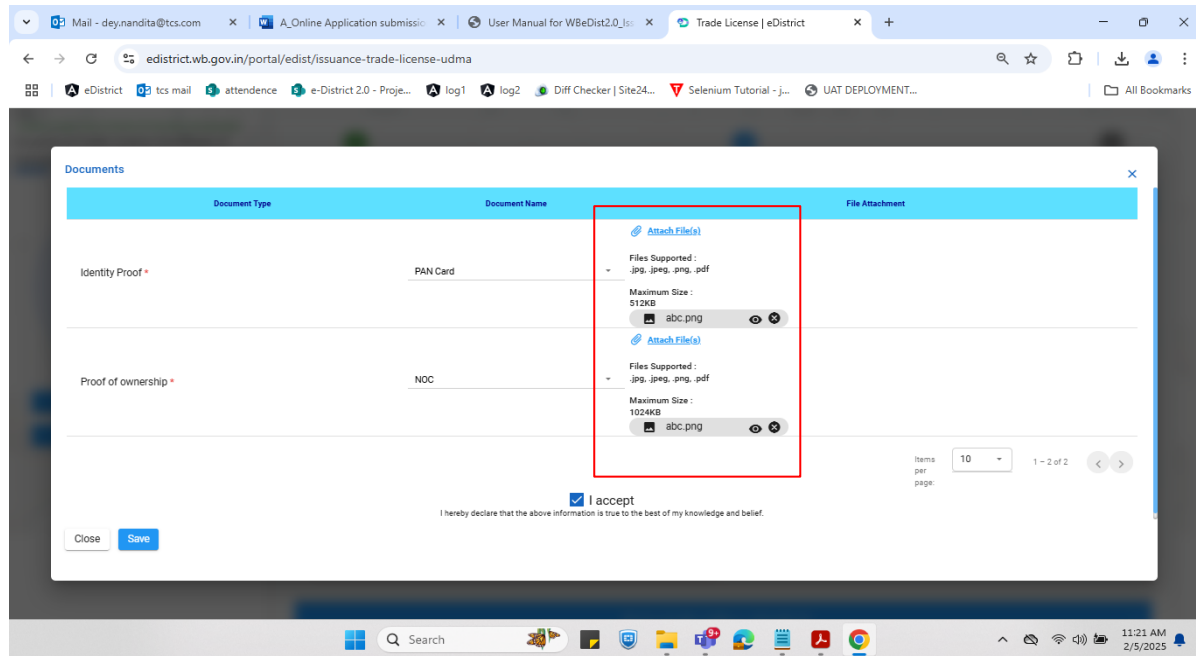 Mail - dey.nandita@tcs.com
A_Online Application submissio
User Manual for WBeDist2.0_Iss
Trade License | eDistrict
edistrict.wb.gov.in/portal/edist/issuance-trade-license-udma
eDistrict
tcs mail
attendence
e-District 2.0 - Proje...
log1
log2
Diff Checker | Site24...
Selenium Tutorial - j...
UAT DEPLOYMENT...
All Bookmarks
Documents
Document Type
Document Name
File Attachment
Identity Proof *
PAN Card
Attach File(s)
Files Supported :
.jpg, .jpeg, .png, .pdf
Maximum Size :
512KB
abc.png
Proof of ownership *
NOC
Attach File(s)
Files Supported :
.jpg, .jpeg, .png, .pdf
Maximum Size :
1024KB
abc.png
Items
per
page:
10
1 – 2 of 2
I accept
I hereby declare that the above information is true to the best of my knowledge and belief.
Close
Save
Search
9+
11:21 AM
2/5/2025